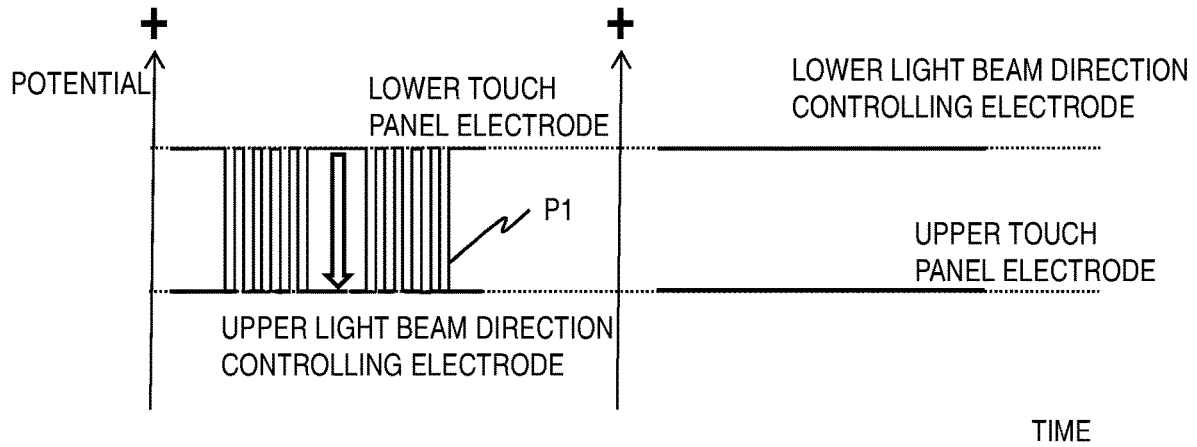 +
+
POTENTIAL
LOWER TOUCH
PANEL ELECTRODE
LOWER LIGHT BEAM DIRECTION
CONTROLLING ELECTRODE
P1
UPPER TOUCH
PANEL ELECTRODE
UPPER LIGHT BEAM DIRECTION
CONTROLLING ELECTRODE
TIME